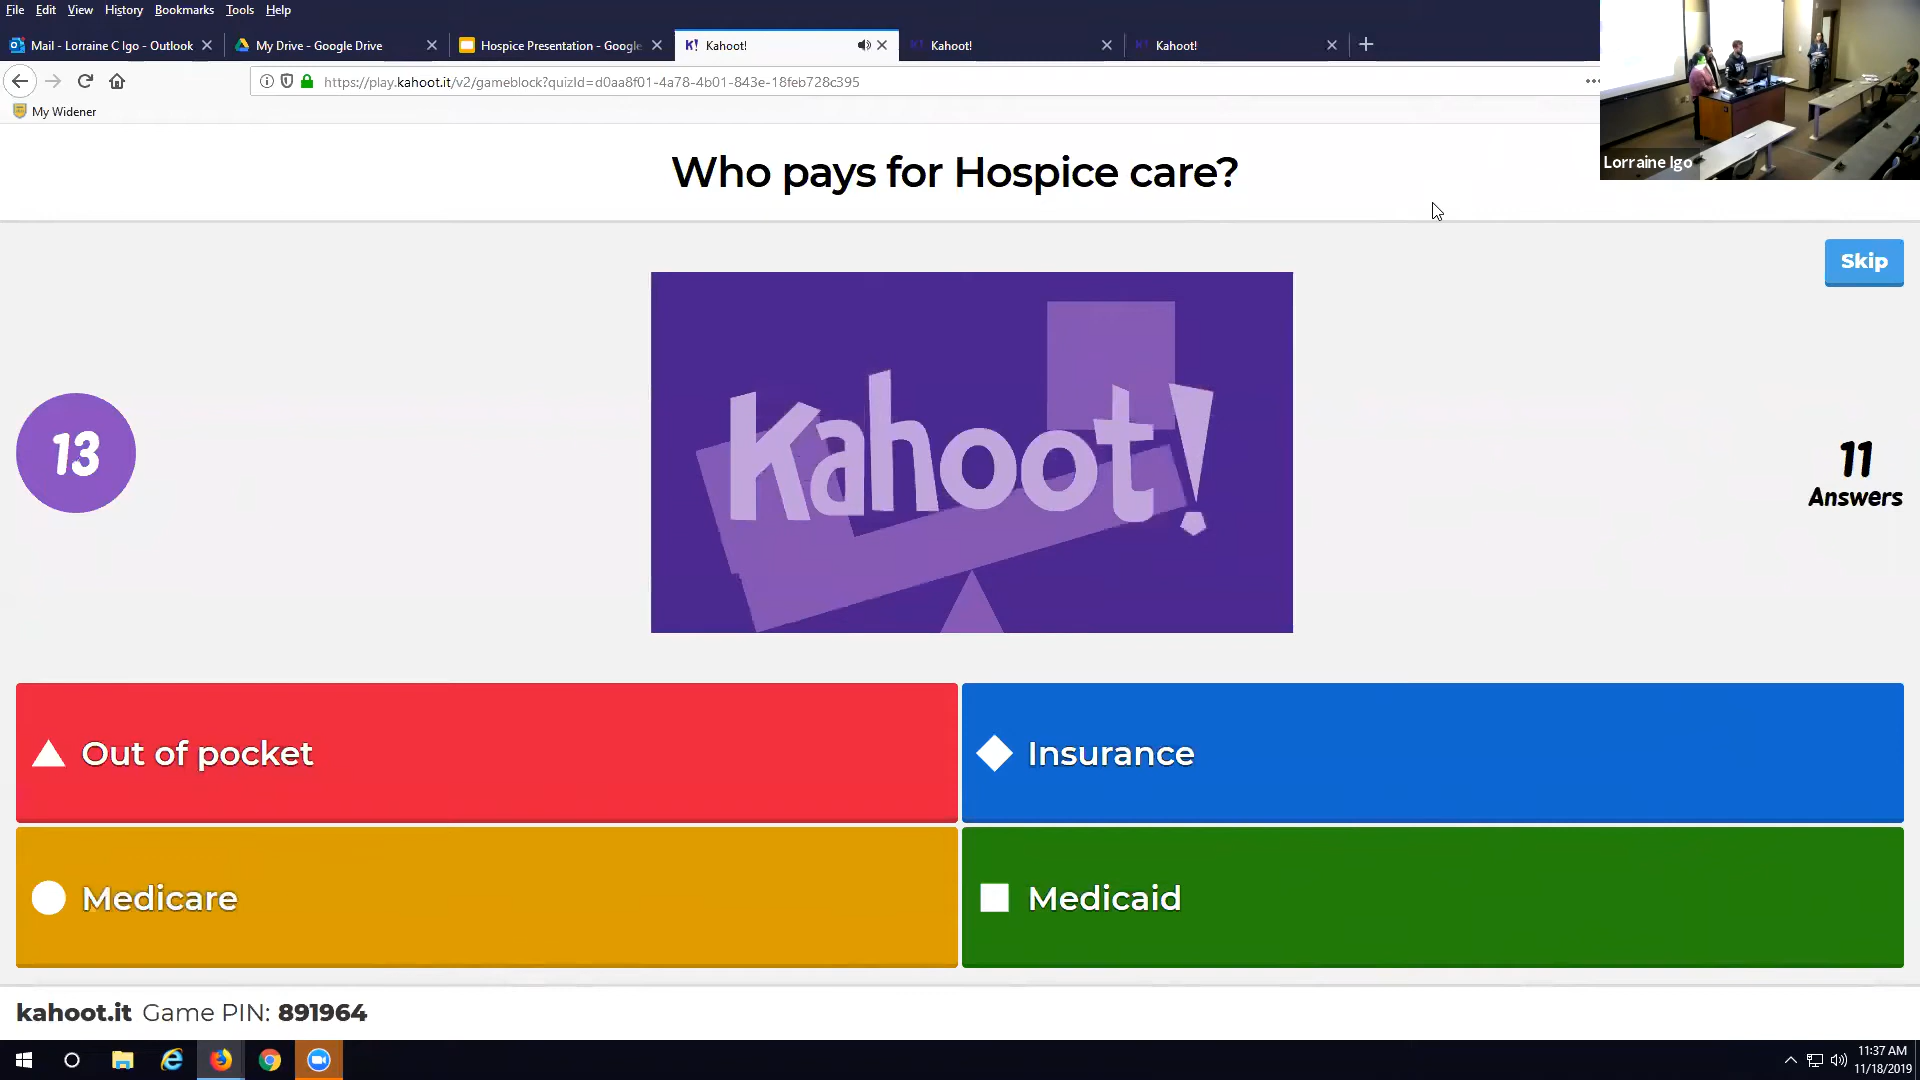 File Edit View History Bookmarks Tools Help
Mail - Lorraine C Igo - Outlook
My Drive - Google Drive
Hospice Presentation - Google
K! Kahoot!
Kahoot!
Kahoot!
https://play.kahoot.it/v2/gameblock?quizId=d0aa8f01-4a78-4b01-843e-18feb728c395
My Widener
Lorraine Igo
Who pays for Hospice care?
Skip
Kahoot!
13
11
Answers
Out of pocket
Insurance
Medicare
Medicaid
kahoot.it Game PIN: 891964
11:37 AM
11/18/2019